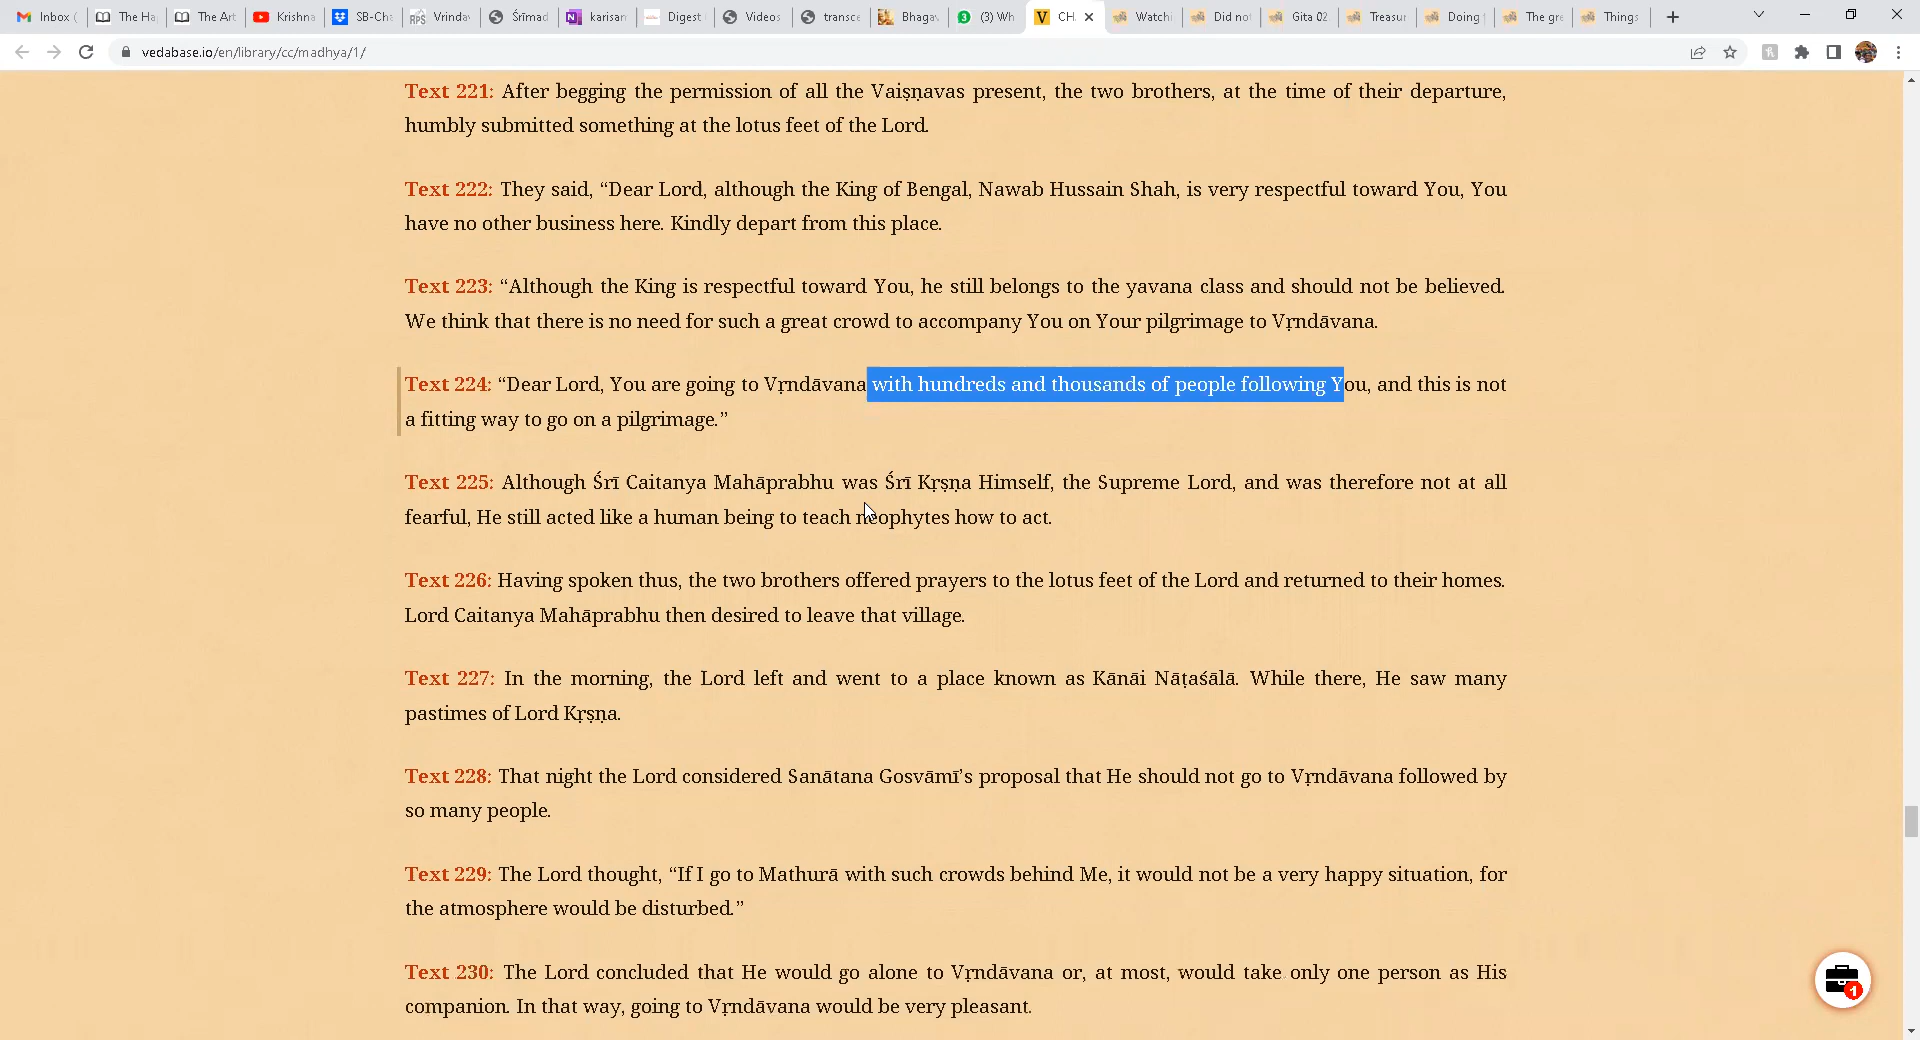 Inbox (
The Ha
The Art
Krishna
SB-Cha
Vrindav
Śrīmad
karisan
Digest
Videos
transce
Bhagav
(3) Wh
CH
Watchi
Did not
Gita 02
Treasur
Doing
The gre
Things
vedabase.io/en/library/cc/madhya/1/
Text 221: After begging the permission of all the Vaiṣṇavas present, the two brothers, at the time of their departure,
humbly submitted something at the lotus feet of the Lord.
Text 222: They said, “Dear Lord, although the King of Bengal, Nawab Hussain Shah, is very respectful toward You, You
have no other business here. Kindly depart from this place.
Text 223: “Although the King is respectful toward You, he still belongs to the yavana class and should not be believed.
We think that there is no need for such a great crowd to accompany You on Your pilgrimage to Vṛndāvana.
Text 224: “Dear Lord, You are going to Vṛndāvana with hundreds and thousands of people following You, and this is not
a fitting way to go on a pilgrimage.”
Text 225: Although Śrī Caitanya Mahāprabhu was Śrī Kṛṣṇa Himself, the Supreme Lord, and was therefore not at all
fearful, He still acted like a human being to teach neophytes how to act.
Text 226: Having spoken thus, the two brothers offered prayers to the lotus feet of the Lord and returned to their homes.
Lord Caitanya Mahāprabhu then desired to leave that village.
Text 227: In the morning, the Lord left and went to a place known as Kānāi Nāṭaśālā. While there, He saw many
pastimes of Lord Kṛṣṇa.
Text 228: That night the Lord considered Sanātana Gosvāmī’s proposal that He should not go to Vṛndāvana followed by
so many people.
Text 229: The Lord thought, “If I go to Mathurā with such crowds behind Me, it would not be a very happy situation, for
the atmosphere would be disturbed.”
Text 230: The Lord concluded that He would go alone to Vṛndāvana or, at most, would take only one person as His
companion. In that way, going to Vṛndāvana would be very pleasant.
1